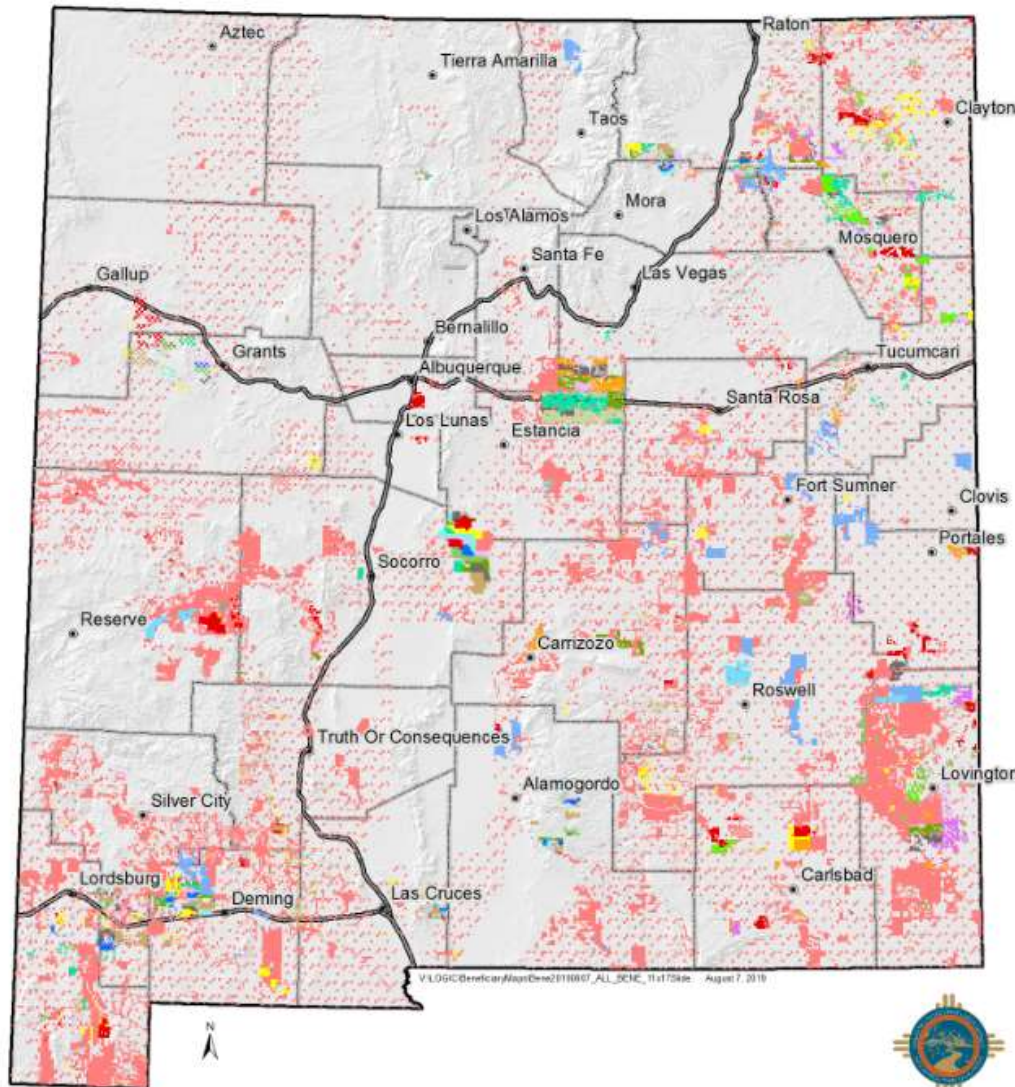 Raton
Aztec
Tierra Amarilla
Clayton
Taos
Mora
Los Alamos
Mosquero
Santa Fe
Gallup
Las Vegas
Bernalillo
Tucumcari
Grants
Albuquerque
Santa Rosa
Los Lunas
Estancia
Fort Sumner
Clovis
Portales
Socorro
Reserve
Carrizozo
Roswell
Truth Or Consequences
Alamogordo
Lovington
Silver City
Lordsburg
Carlsbad
Las Cruces
Deming
August 7, 2019
N